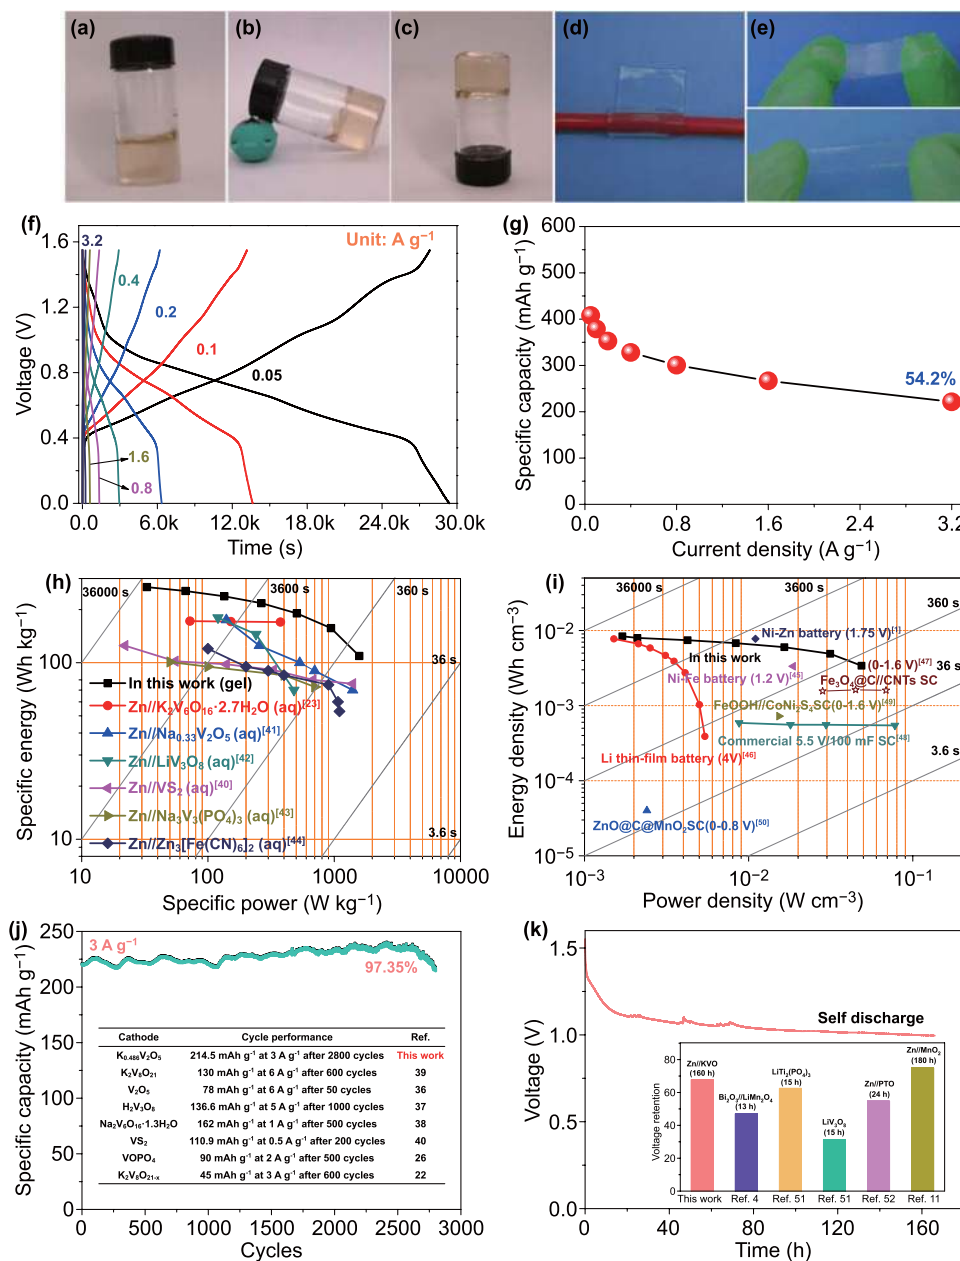 (a)
(b)
(c)
(d)
(e)
(f)
Unit: A g⁻¹
3.2
0.4
0.2
0.1
0.05
1.6
0.8
1.6
1.2
0.8
0.4
0.0
Voltage (V)
0.0 6.0k 12.0k 18.0k 24.0k 30.0k
Time (s)
(g)
600
500
400
300
200
100
0
Specific capacity (mAh g⁻¹)
54.2%
0.0 0.8 1.6 2.4 3.2
Current density (A g⁻¹)
(h)
36000 s
3600 s
360 s
36 s
3.6 s
100
10
Specific energy (Wh kg⁻¹)
In this work (gel)
Zn//K₂V₆O₁₆·2.7H₂O (aq)[23]
Zn//Na₀.₃₃V₂O₅ (aq)[41]
Zn//LiV₃O₈ (aq)[42]
Zn//VS₂ (aq)[40]
Zn//Na₃V₂(PO₄)₃ (aq)[43]
Zn//Zn₃[Fe(CN)₆]₂ (aq)[44]
10 100 1000 10000
Specific power (W kg⁻¹)
(i)
36000 s
3600 s
360 s
36 s
3.6 s
10⁻²
10⁻³
10⁻⁴
10⁻⁵
Energy density (Wh cm⁻³)
Ni-Zn battery (1.75 V)[1]
In this work
Ni-Fe battery (1.2 V)[45]
(0-1.6 V)[47]
Fe₃O₄@C//CNTs SC
FeOOH//CoNi₂S₄SC(0-1.6 V)[49]
Commercial 5.5 V/100 mF SC[48]
Li thin-film battery (4V)[46]
ZnO@C@MnO₂SC(0-0.8 V)[50]
10⁻³ 10⁻² 10⁻¹
Power density (W cm⁻³)
(j)
250
200
150
100
50
0
Specific capacity (mAh g⁻¹)
3 A g⁻¹
97.35%
Cathode Cycle performance Ref.
K₀.₄₈₆V₂O₅ 214.5 mAh g⁻¹ at 3 A g⁻¹ after 2800 cycles This work
K₂V₆O₂₁ 130 mAh g⁻¹ at 6 A g⁻¹ after 600 cycles 39
V₂O₅ 78 mAh g⁻¹ at 6 A g⁻¹ after 50 cycles 36
H₂V₃O₈ 136.6 mAh g⁻¹ at 5 A g⁻¹ after 1000 cycles 37
Na₂V₆O₁₆·1.3H₂O 162 mAh g⁻¹ at 1 A g⁻¹ after 500 cycles 38
VS₂ 110.9 mAh g⁻¹ at 0.5 A g⁻¹ after 200 cycles 40
VOPO₄ 90 mAh g⁻¹ at 2 A g⁻¹ after 500 cycles 26
K₂V₈O₂₁₋ₓ 45 mAh g⁻¹ at 3 A g⁻¹ after 600 cycles 22
0 500 1000 1500 2000 2500 3000
Cycles
(k)
1.5
1.0
0.5
0
Voltage (V)
Self discharge
Voltage retention
100
80
60
40
20
0
Zn//KVO
(160 h)
Bi₂O₃//LiMn₂O₄
(13 h)
LiTi₂(PO₄)₃
(15 h)
LiV₃O₈
(15 h)
Zn//PTO
(24 h)
Zn//MnO₂
(180 h)
This work Ref. 4 Ref. 51 Ref. 51 Ref. 52 Ref. 11
0 40 80 120 160
Time (h)